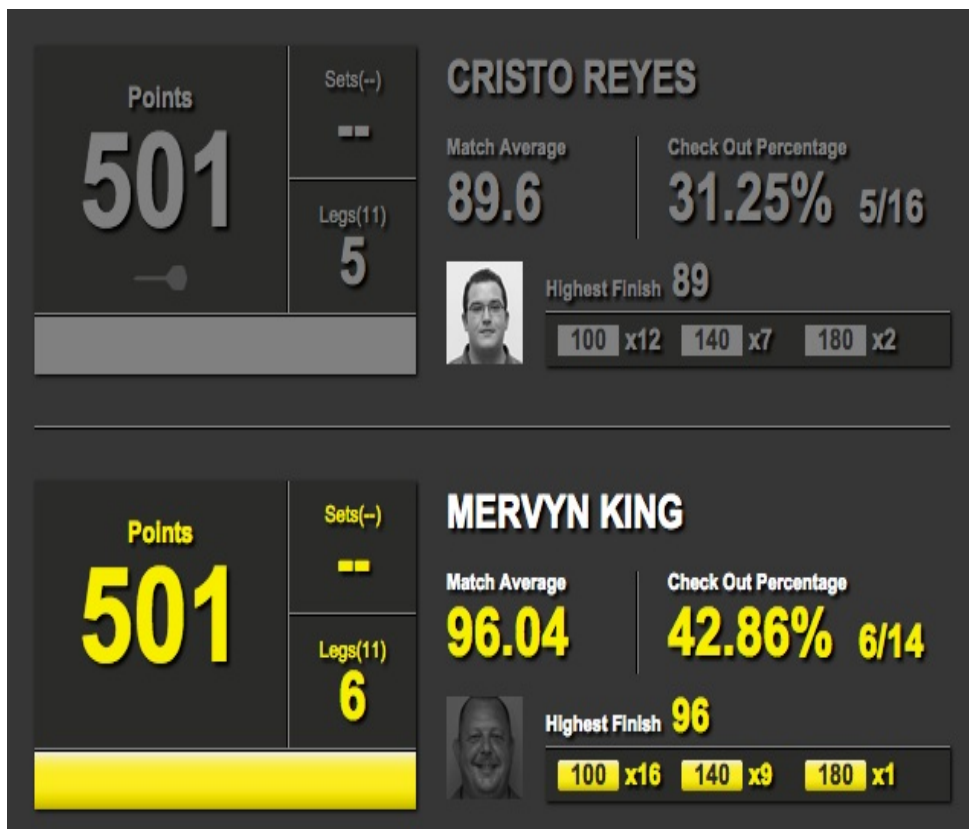 CRISTO REYES
Points
501
Sets(--)
--
Legs(11)
5
Match Average
89.6
Check Out Percentage
31.25% 5/16
Highest Finish 89
100 x12 140 x7 180 x2
MERVYN KING
Points
501
Sets(--)
--
Legs(11)
6
Match Average
96.04
Check Out Percentage
42.86% 6/14
Highest Finish 96
100 x16 140 x9 180 x1